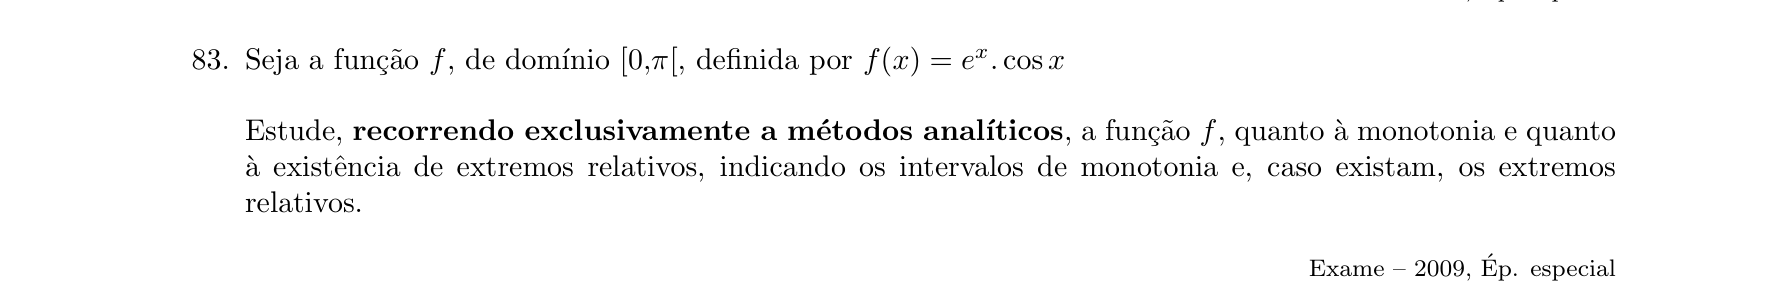 83. Seja a função f, de domínio [0,π[, definida por f(x) = eˣ. cos x
Estude, recorrendo exclusivamente a métodos analíticos, a função f, quanto à monotonia e quanto
à existência de extremos relativos, indicando os intervalos de monotonia e, caso existam, os extremos
relativos.
Exame – 2009, Ép. especial